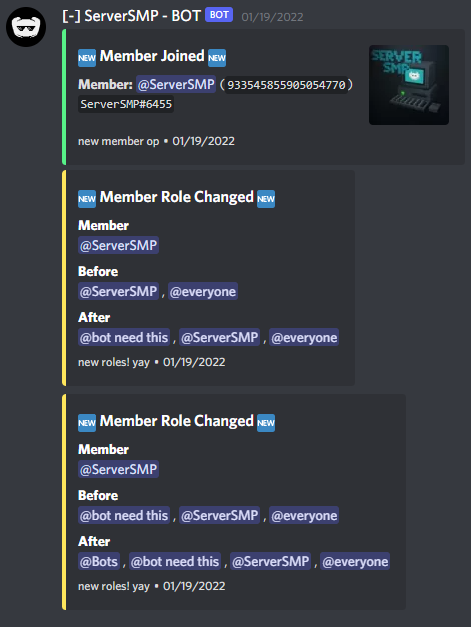 [-] ServerSMP - BOT BOT 01/19/2022
NEW Member Joined NEW
SERVER
SMP
Member: @ServerSMP (933545855905054770)
ServerSMP#6455
new member op • 01/19/2022
NEW Member Role Changed NEW
Member
@ServerSMP
Before
@ServerSMP , @everyone
After
@bot need this , @ServerSMP , @everyone
new roles! yay • 01/19/2022
NEW Member Role Changed NEW
Member
@ServerSMP
Before
@bot need this , @ServerSMP , @everyone
After
@Bots , @bot need this , @ServerSMP , @everyone
new roles! yay • 01/19/2022